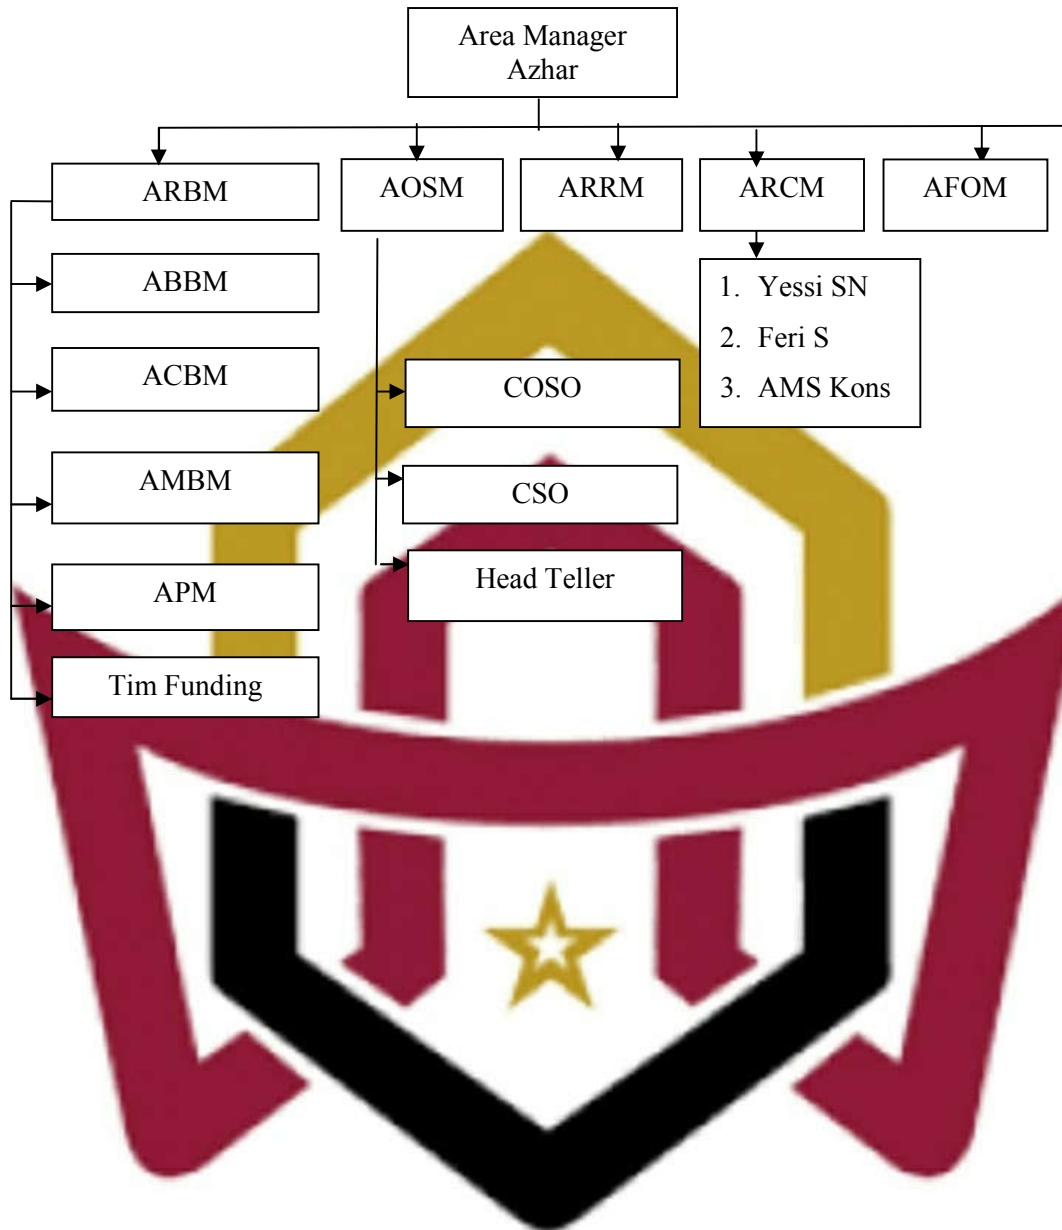 Area Manager
Azhar
ARBM
AOSM
ARRM
ARCM
AFOM
ABBM
ACBM
AMBM
APM
Tim Funding
COSO
CSO
Head Teller
1. Yessi SN
2. Feri S
3. AMS Kons